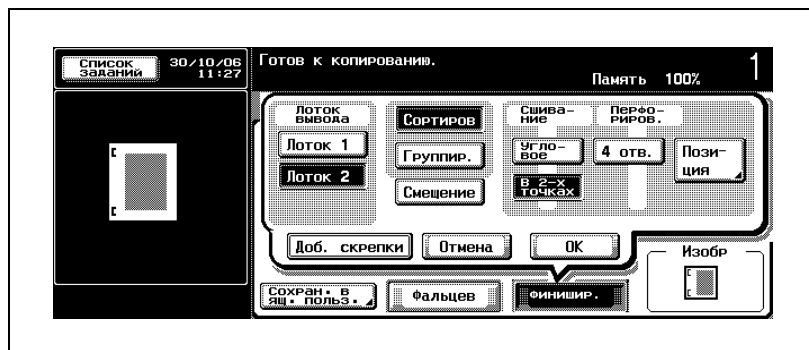 Список
заданий
30/10/06
11:27
Готов к копированию.
Память 100%
1
Лоток
вывода
Лоток 1
Лоток 2
Сортиров
Группир.
Смещение
Сшива-
ние
Угло-
вое
В 2-х
точках
Перфо-
риров.
4 отв.
Пози-
ция
Доб. скрепки
Отмена
OK
Изобр
Сохран. в
ящ. польз.
Фальцев
Финишир.